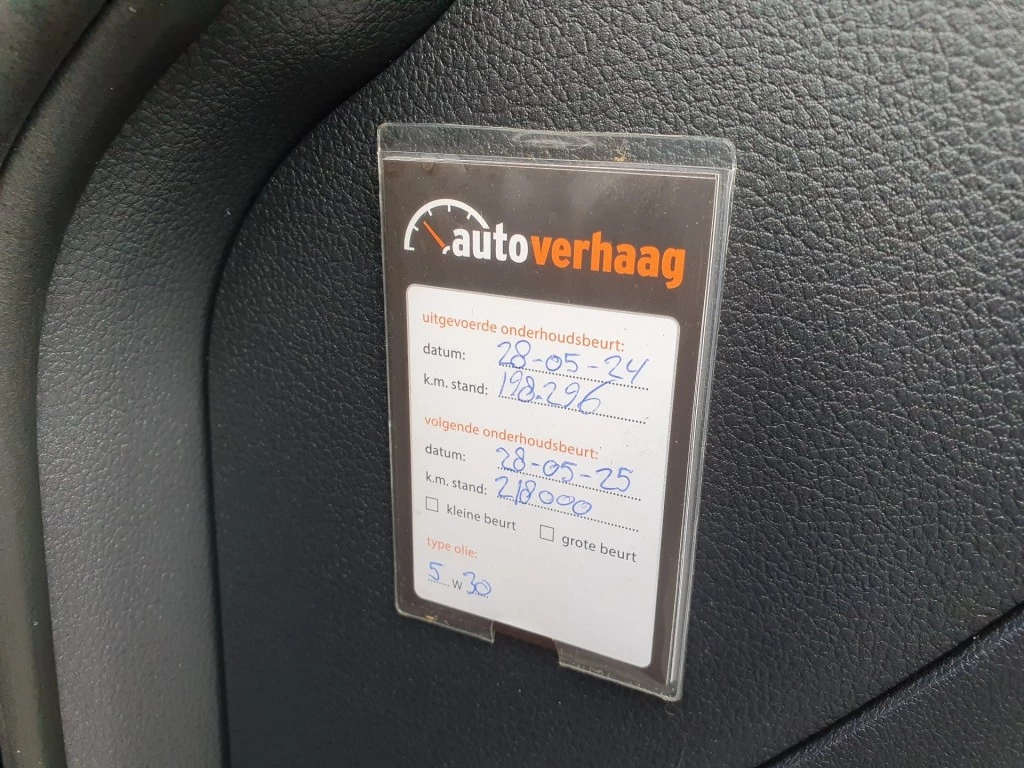 autoverhaag
uitgevoerde onderhoudsbeurt:
datum: 28-05-24
k.m. stand: 198.296
volgende onderhoudsbeurt:
datum: 28-05-25
k.m. stand: 218000
kleine beurt grote beurt
type olie:
5 W 30